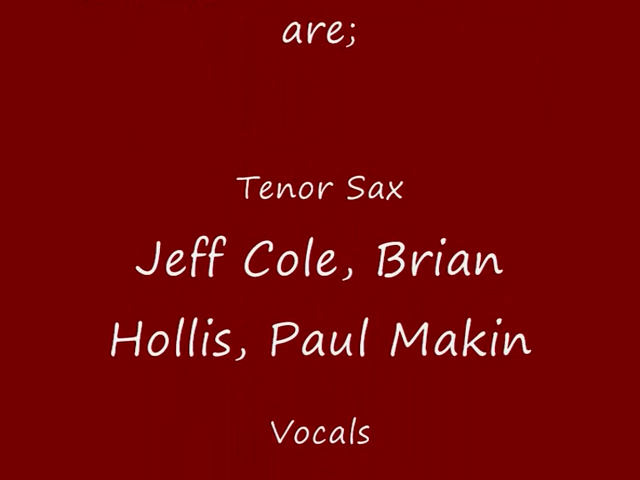 are;
Tenor Sax
Jeff Cole, Brian
Hollis, Paul Makin
Vocals